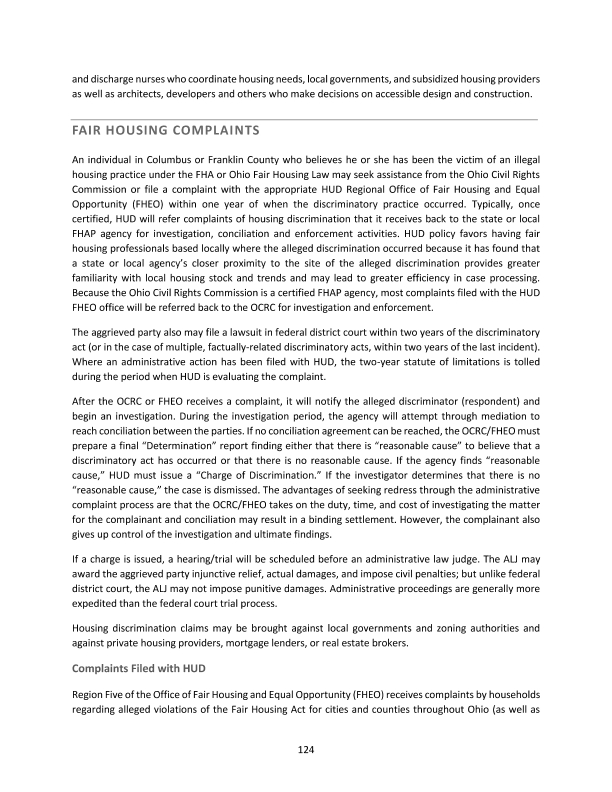 and discharge nurses who coordinate housing needs, local governments, and subsidized housing providers
as well as architects, developers and others who make decisions on accessible design and construction.
FAIR HOUSING COMPLAINTS
An individual in Columbus or Franklin County who believes he or she has been the victim of an illegal
housing practice under the FHA or Ohio Fair Housing Law may seek assistance from the Ohio Civil Rights
Commission or file a complaint with the appropriate HUD Regional Office of Fair Housing and Equal
Opportunity (FHEO) within one year of when the discriminatory practice occurred. Typically, once
certified, HUD will refer complaints of housing discrimination that it receives back to the state or local
FHAP agency for investigation, conciliation and enforcement activities. HUD policy favors having fair
housing professionals based locally where the alleged discrimination occurred because it has found that
a state or local agency's closer proximity to the site of the alleged discrimination provides greater
familiarity with local housing stock and trends and may lead to greater efficiency in case processing.
Because the Ohio Civil Rights Commission is a certified FHAP agency, most complaints filed with the HUD
FHEO office will be referred back to the OCRC for investigation and enforcement.
The aggrieved party also may file a lawsuit in federal district court within two years of the discriminatory
act (or in the case of multiple, factually-related discriminatory acts, within two years of the last incident).
Where an administrative action has been filed with HUD, the two-year statute of limitations is tolled
during the period when HUD is evaluating the complaint.
After the OCRC or FHEO receives a complaint, it will notify the alleged discriminator (respondent) and
begin an investigation. During the investigation period, the agency will attempt through mediation to
reach conciliation between the parties. If no conciliation agreement can be reached, the OCRC/FHEO must
prepare a final “Determination” report finding either that there is “reasonable cause” to believe that a
discriminatory act has occurred or that there is no reasonable cause. If the agency finds “reasonable
cause,” HUD must issue a “Charge of Discrimination.” If the investigator determines that there is no
“reasonable cause,” the case is dismissed. The advantages of seeking redress through the administrative
complaint process are that the OCRC/FHEO takes on the duty, time, and cost of investigating the matter
for the complainant and conciliation may result in a binding settlement. However, the complainant also
gives up control of the investigation and ultimate findings.
If a charge is issued, a hearing/trial will be scheduled before an administrative law judge. The ALJ may
award the aggrieved party injunctive relief, actual damages, and impose civil penalties; but unlike federal
district court, the ALJ may not impose punitive damages. Administrative proceedings are generally more
expedited than the federal court trial process.
Housing discrimination claims may be brought against local governments and zoning authorities and
against private housing providers, mortgage lenders, or real estate brokers.
Complaints Filed with HUD
Region Five of the Office of Fair Housing and Equal Opportunity (FHEO) receives complaints by households
regarding alleged violations of the Fair Housing Act for cities and counties throughout Ohio (as well as
124